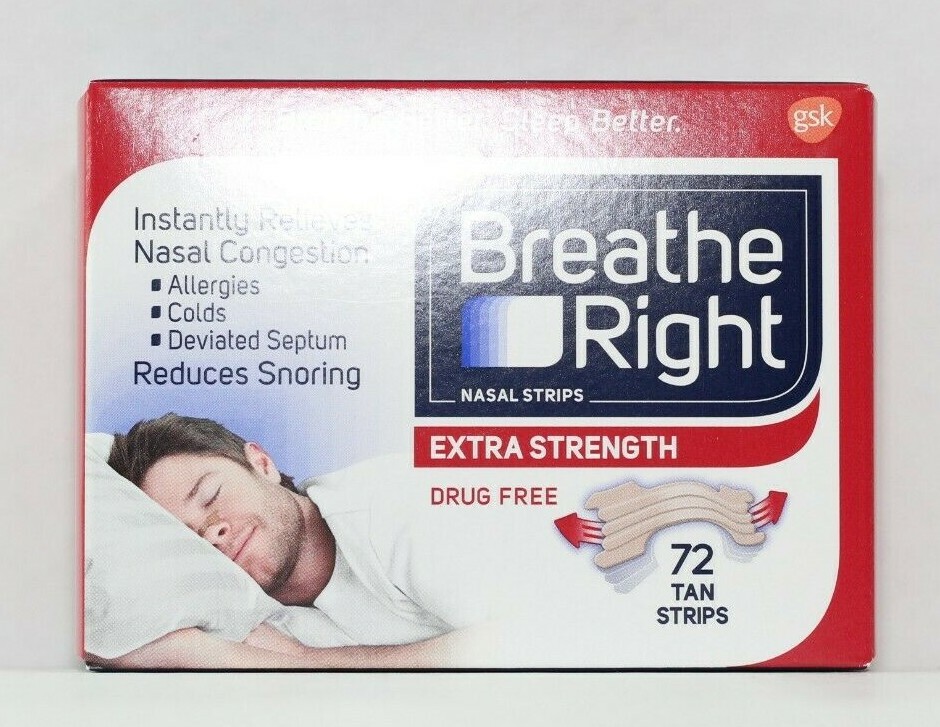 Sleep Better.
gsk
Instantly Relieves
Nasal Congestion
Allergies
Colds
Deviated Septum
Reduces Snoring
Breathe
Right
NASAL STRIPS
EXTRA STRENGTH
DRUG FREE
72
TAN
STRIPS